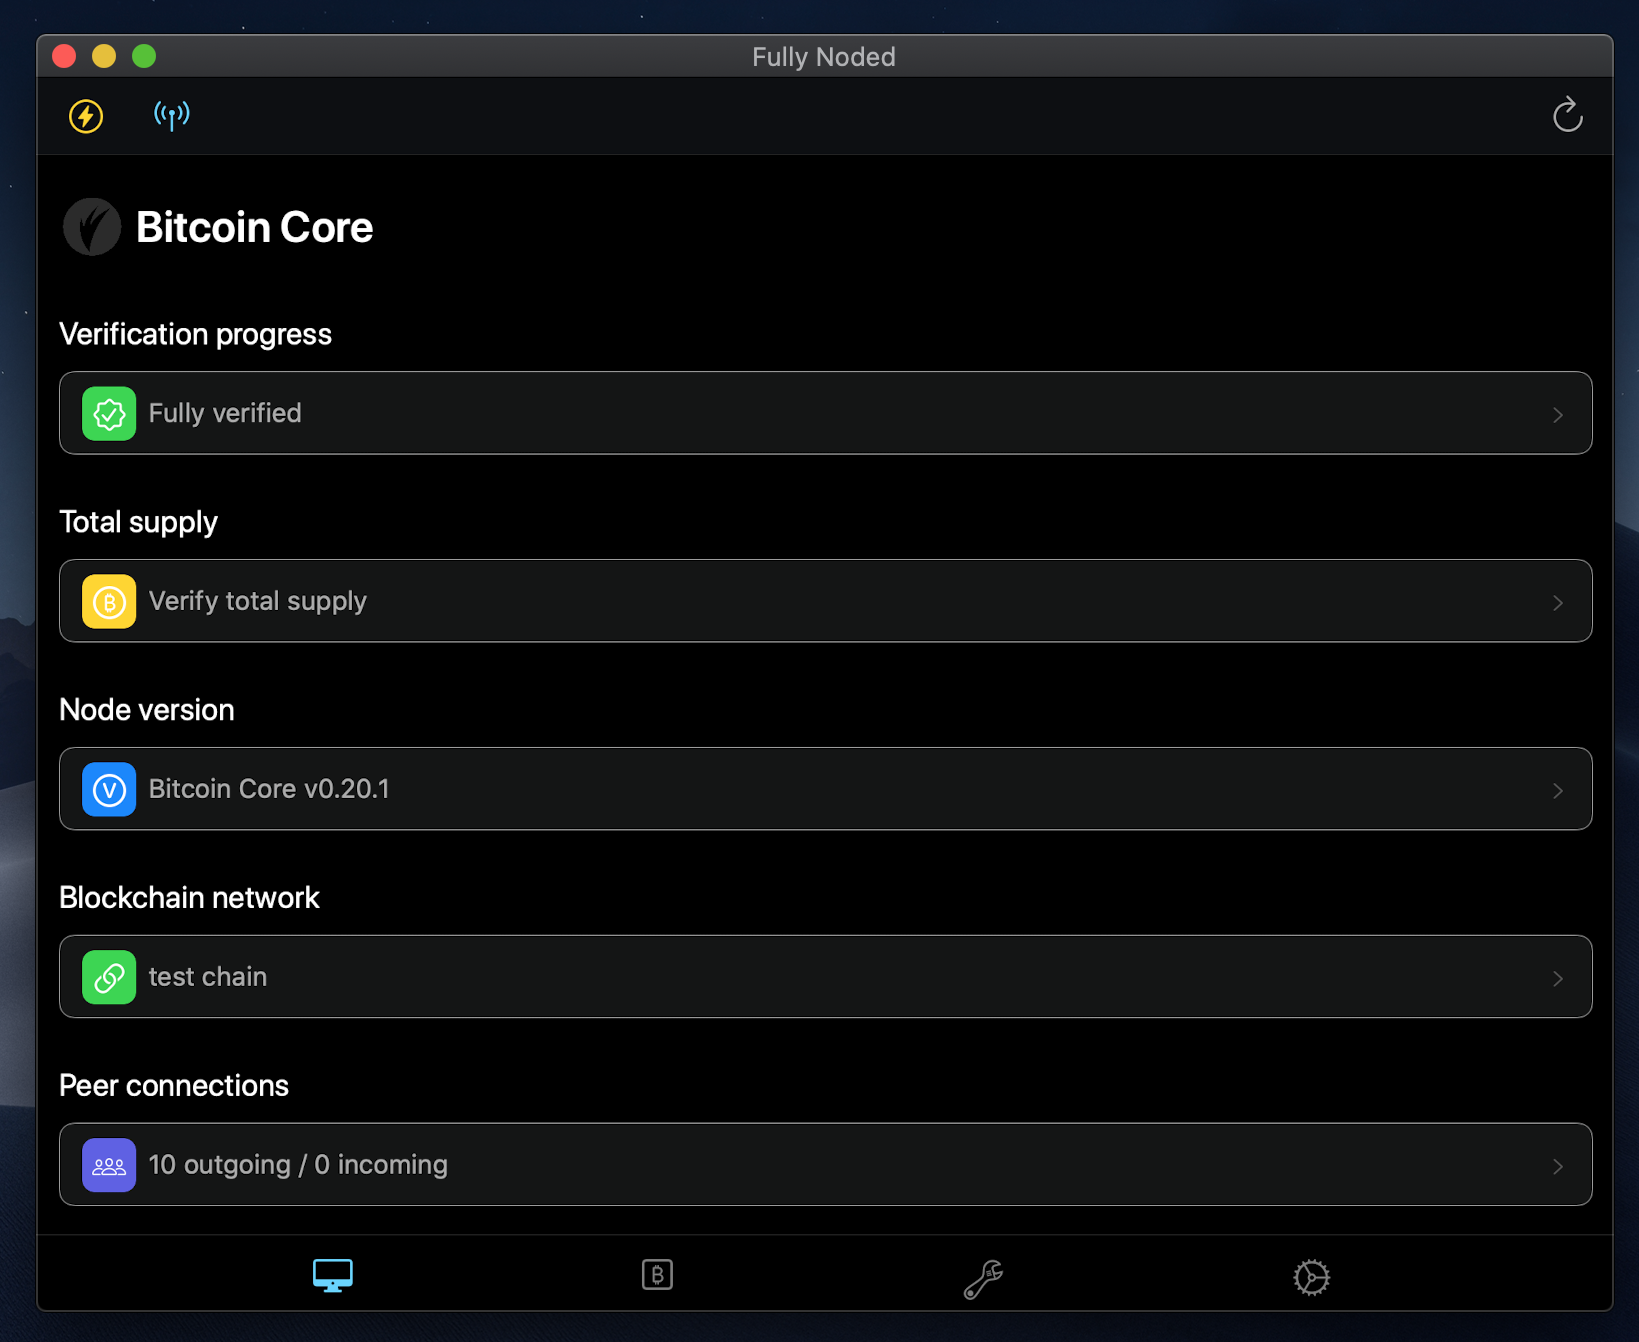 Fully Noded
Bitcoin Core
Verification progress
Fully verified
Total supply
Verify total supply
Node version
Bitcoin Core v0.20.1
Blockchain network
test chain
Peer connections
10 outgoing / 0 incoming